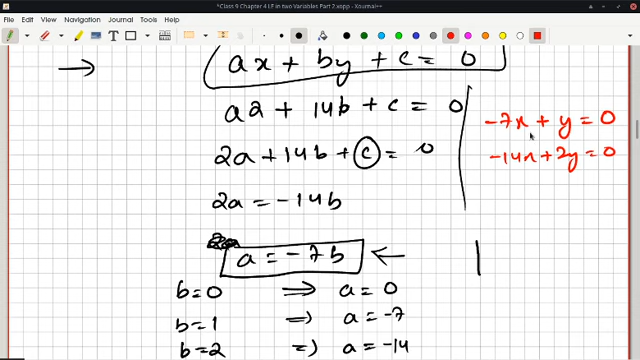 *Class 9 Chapter 4 LE in two Variables Part 2.xopp - Xournal++
File Edit View Navigation Journal Tools Plugin Help
→ ax + by + c = 0
a2 + 14b + c = 0
2a + 14b + c = 0
2a = -14b
a = -7b ←
b=0 ⇒ a = 0
b=1 ⇒ a = -7
b=2 ⇒ a = -14
-7x + y = 0
-14x + 2y = 0